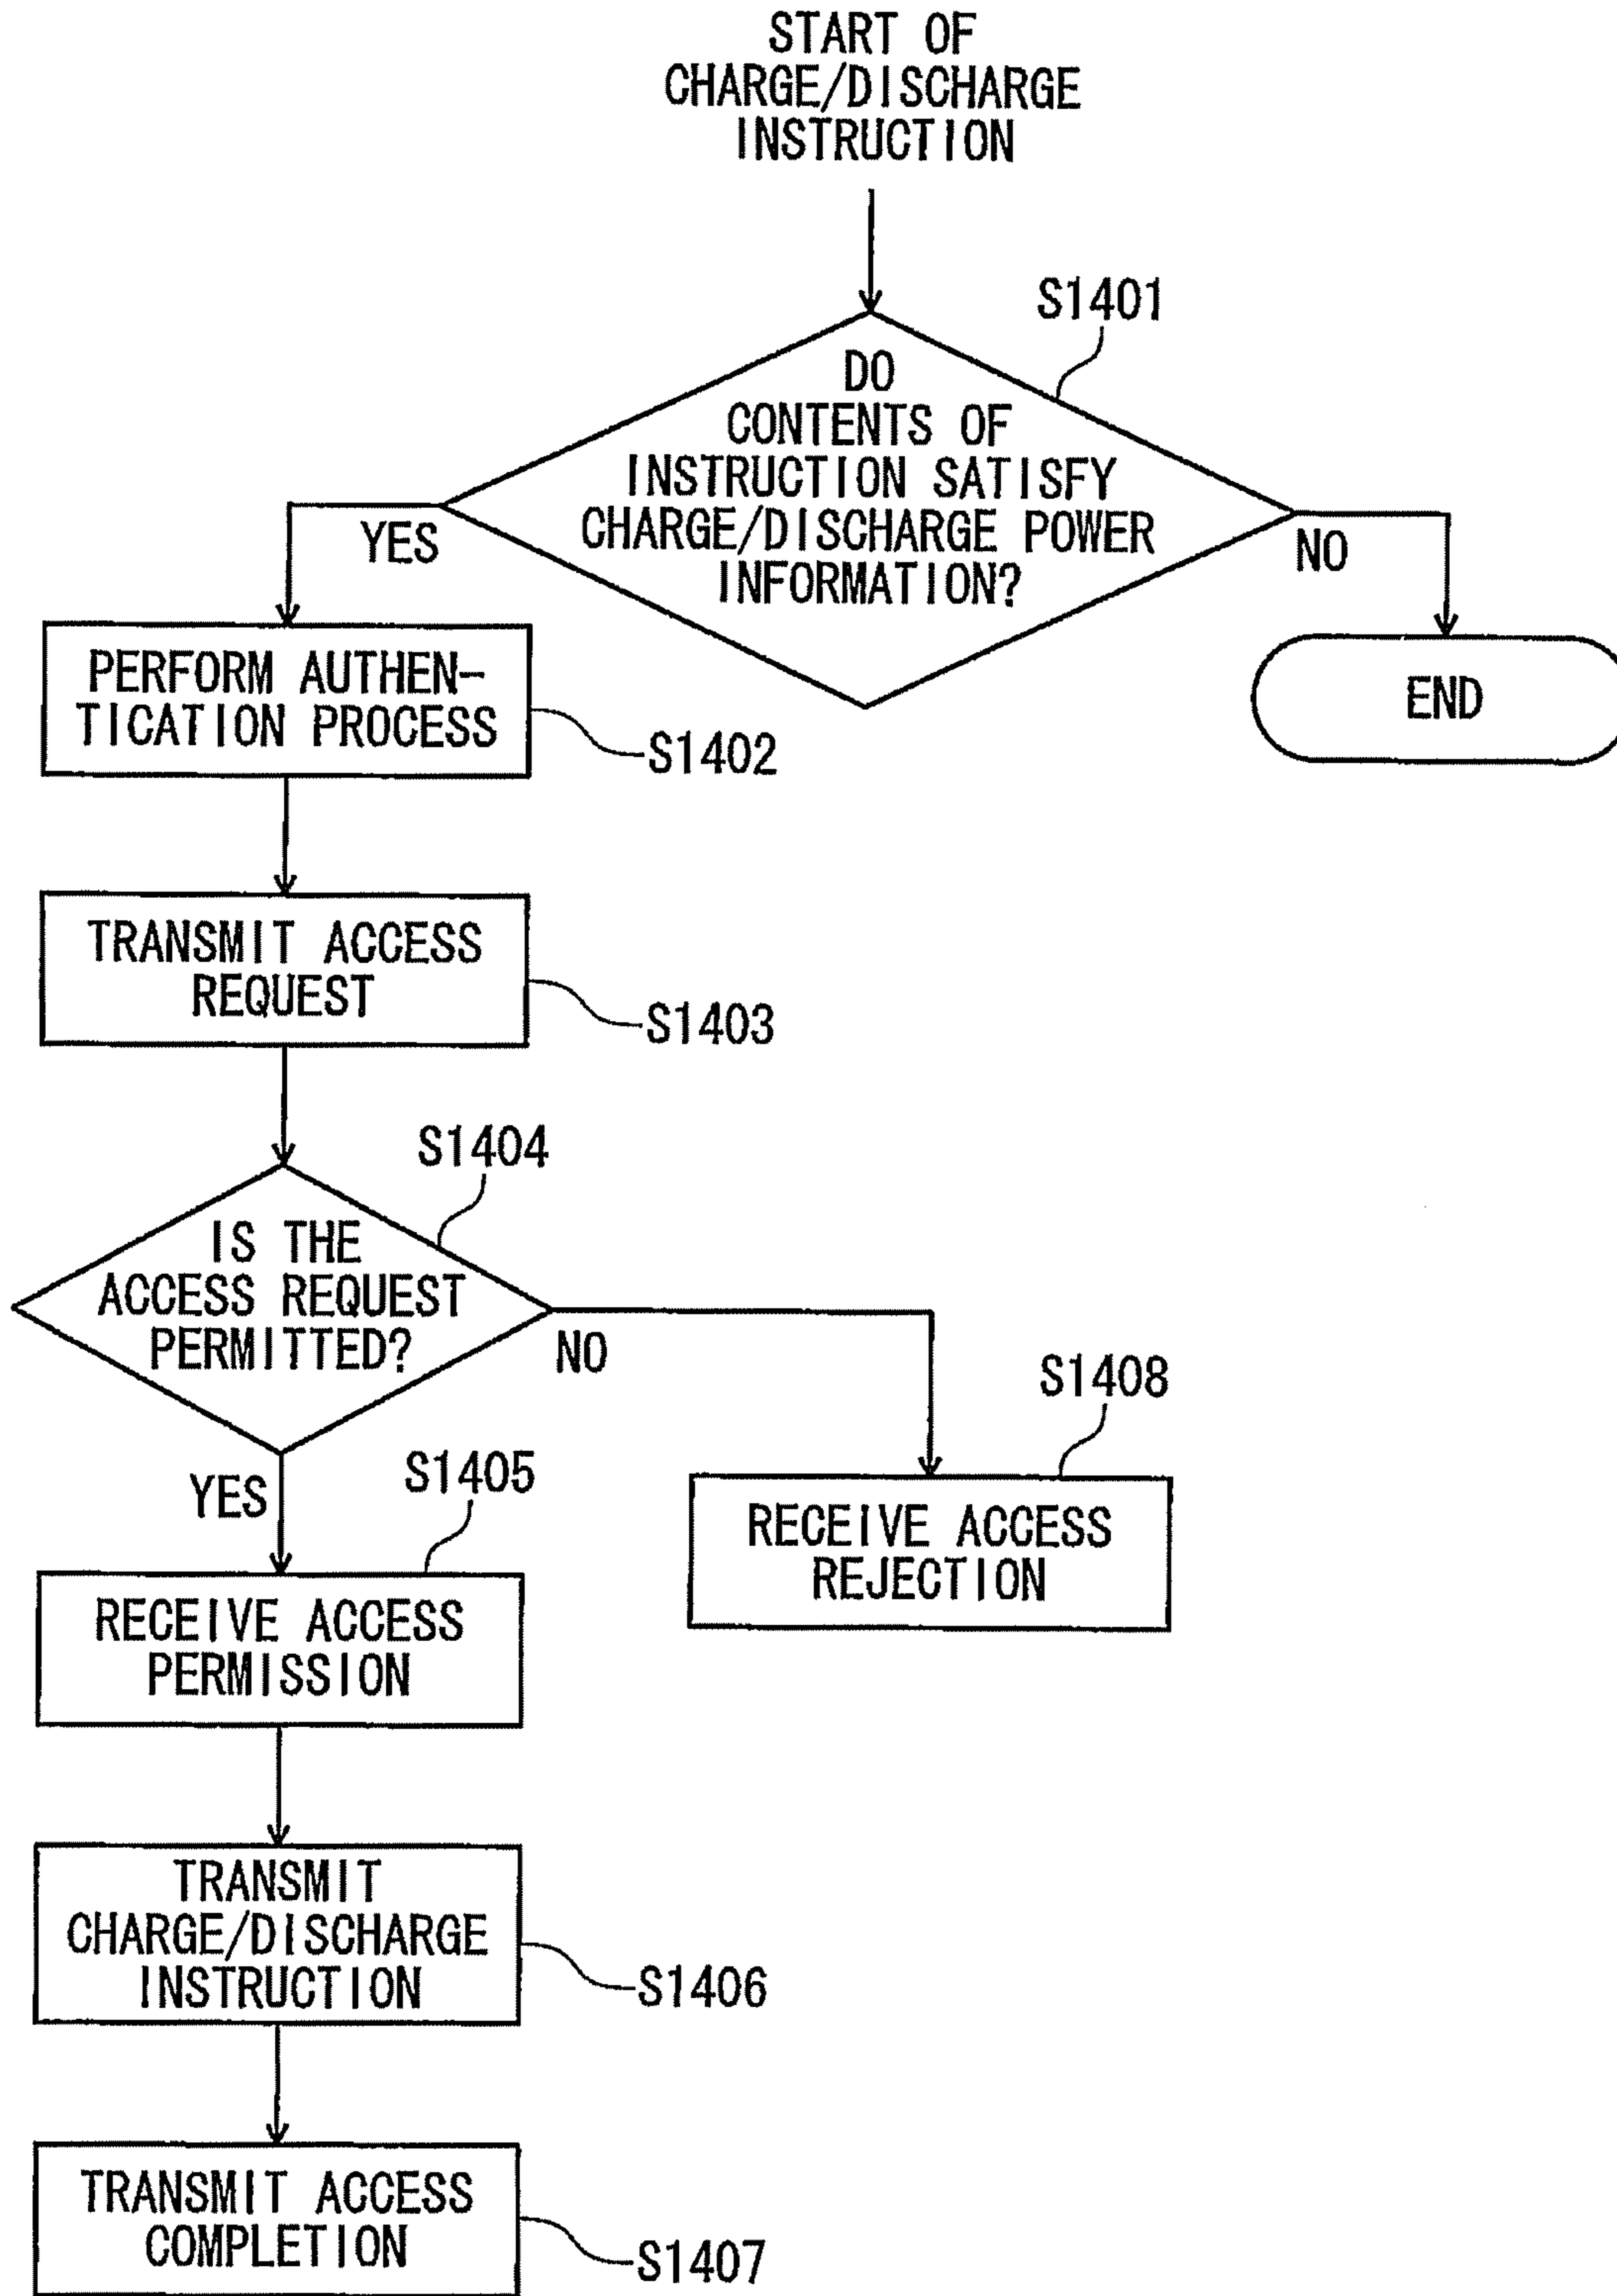 START OF
CHARGE/DISCHARGE
INSTRUCTION
S1401
DO
CONTENTS OF
INSTRUCTION SATISFY
CHARGE/DISCHARGE POWER
INFORMATION?
YES
NO
PERFORM AUTHEN-
TICATION PROCESS
S1402
END
TRANSMIT ACCESS
REQUEST
S1403
S1404
IS THE
ACCESS REQUEST
PERMITTED?
NO
YES
S1405
S1408
RECEIVE ACCESS
REJECTION
RECEIVE ACCESS
PERMISSION
TRANSMIT
CHARGE/DISCHARGE
INSTRUCTION
S1406
TRANSMIT ACCESS
COMPLETION
S1407